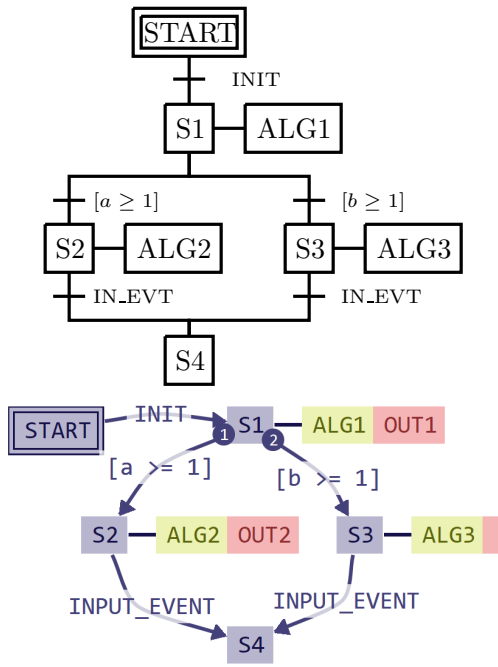 START
INIT
S1 ALG1
[a ≥ 1] [b ≥ 1]
S2 ALG2 S3 ALG3
IN_EVT IN_EVT
S4
START INIT 1 S1 2 ALG1 OUT1
[a >= 1] [b >= 1]
S2 ALG2 OUT2 S3 ALG3
INPUT_EVENT INPUT_EVENT
S4